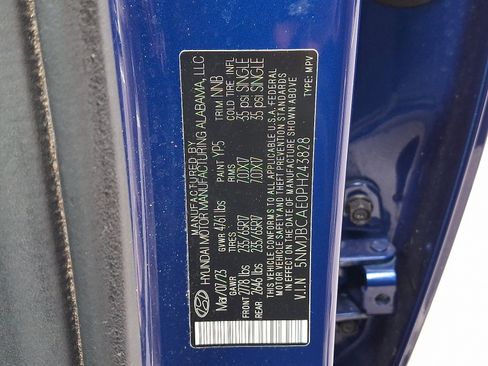 MANUFACTURED BY
HYUNDAI MOTOR MANUFACTURING ALABAMA, LLC
Mar/07/23 GVWR 4761 lbs PAINT YP5 TRIM NNB
GAWR TIRES RIMS COLD TIRE INFL
FRONT 2778 lbs 235/65R17 7.0JX17 35 psi SINGLE
REAR 2646 lbs 235/65R17 7.0JX17 35 psi SINGLE
THIS VEHICLE CONFORMS TO ALL APPLICABLE U.S.A. FEDERAL
MOTOR VEHICLE SAFETY AND THEFT PREVENTION STANDARDS
IN EFFECT ON THE DATE OF MANUFACTURE SHOWN ABOVE
V.I.N 5NMJBCAE0PH243828 TYPE: MPV